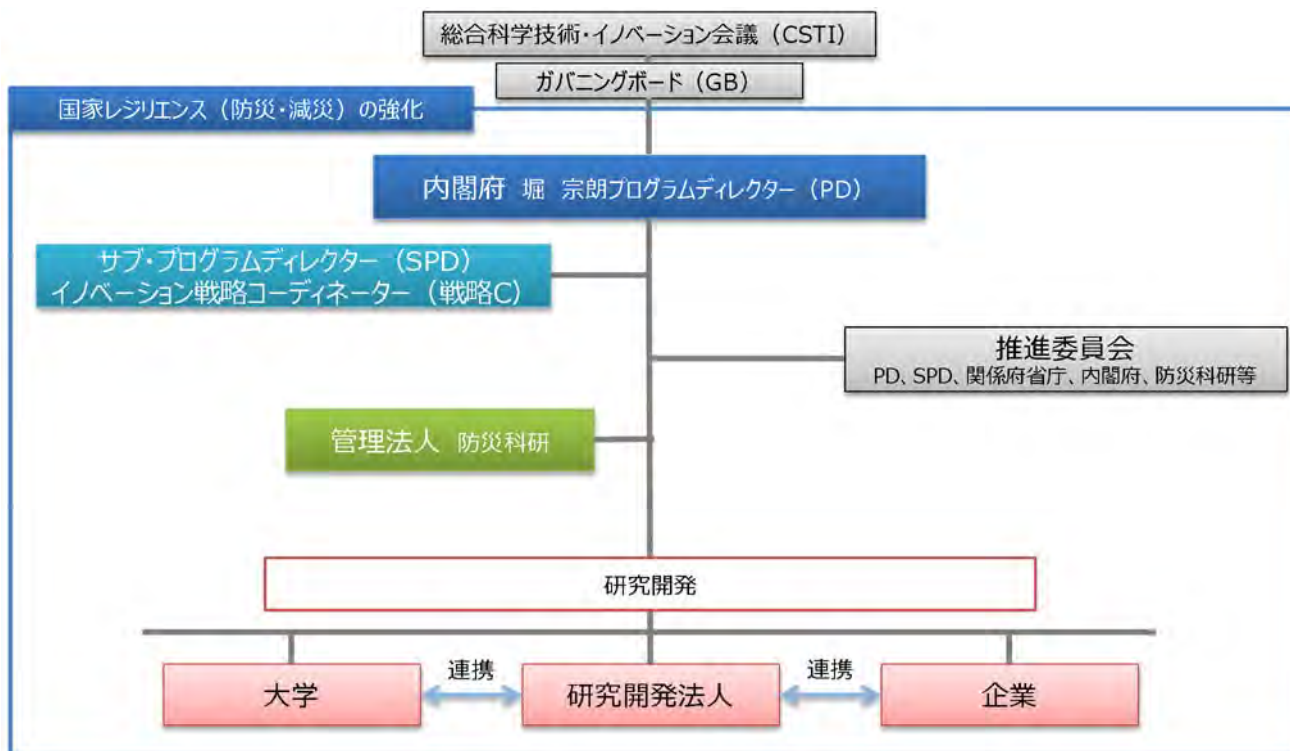 総合科学技術・イノベーション会議（CSTI）
ガバニングボード（GB）
国家レジリエンス（防災・減災）の強化
内閣府 堀 宗朗プログラムディレクター（PD）
サブ・プログラムディレクター（SPD）
イノベーション戦略コーディネーター（戦略C）
推進委員会
PD、SPD、関係府省庁、内閣府、防災科研等
管理法人 防災科研
研究開発
連携
連携
大学
研究開発法人
企業